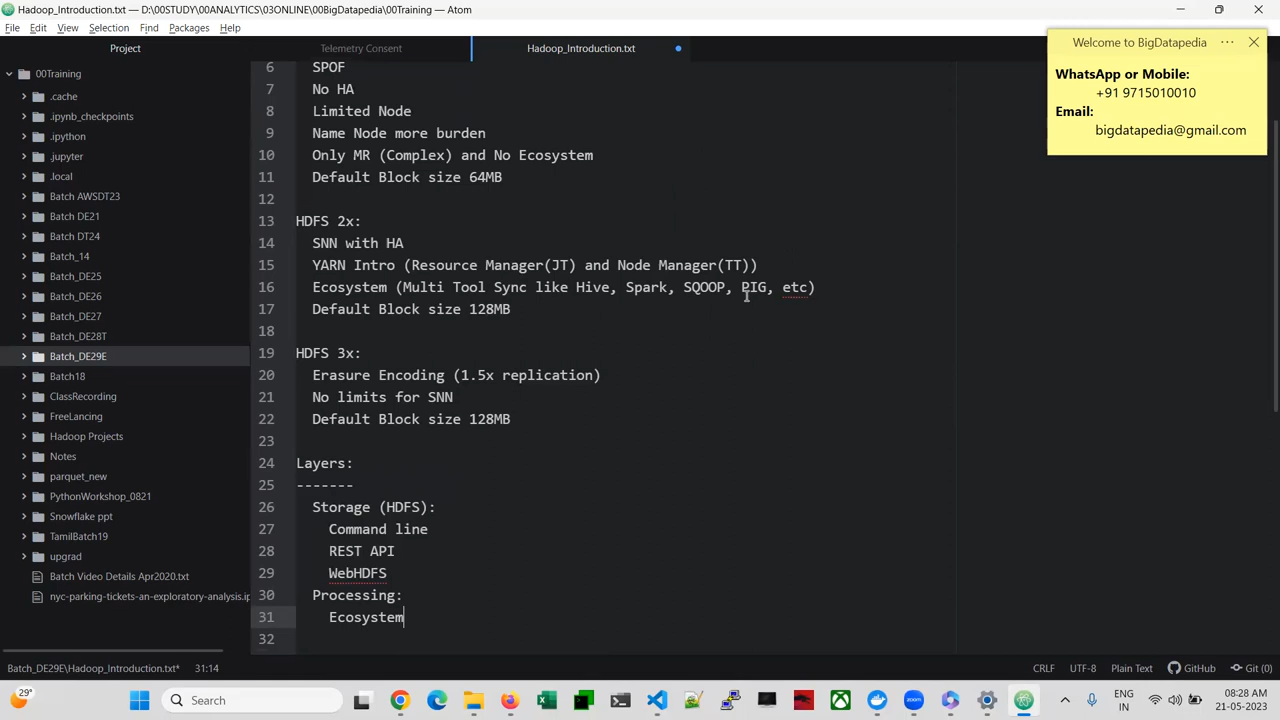 Hadoop_Introduction.txt — D:\00STUDY\00ANALYTICS\03ONLINE\00BigDatapedia\00Training — Atom
File Edit View Selection Find Packages Help
Project
Telemetry Consent
Hadoop_Introduction.txt
00Training
.cache
.ipynb_checkpoints
.ipython
.jupyter
.local
Batch AWSDT23
Batch DE21
Batch DT24
Batch_14
Batch_DE25
Batch_DE26
Batch_DE27
Batch_DE28T
Batch_DE29E
Batch18
ClassRecording
FreeLancing
Hadoop Projects
Notes
parquet_new
PythonWorkshop_0821
Snowflake ppt
TamilBatch19
upgrad
Batch Video Details Apr2020.txt
nyc-parking-tickets-an-exploratory-analysis.ip
6 SPOF
7 No HA
8 Limited Node
9 Name Node more burden
10 Only MR (Complex) and No Ecosystem
11 Default Block size 64MB
12
13 HDFS 2x:
14 SNN with HA
15 YARN Intro (Resource Manager(JT) and Node Manager(TT))
16 Ecosystem (Multi Tool Sync like Hive, Spark, SQOOP, PIG, etc)
17 Default Block size 128MB
18
19 HDFS 3x:
20 Erasure Encoding (1.5x replication)
21 No limits for SNN
22 Default Block size 128MB
23
24 Layers:
25 -------
26 Storage (HDFS):
27 Command line
28 REST API
29 WebHDFS
30 Processing:
31 Ecosystem
32
Welcome to BigDatapedia
WhatsApp or Mobile:
+91 9715010010
Email:
bigdatapedia@gmail.com
Batch_DE29E\Hadoop_Introduction.txt* 31:14
CRLF UTF-8 Plain Text GitHub Git (0)
29°
Search
ENG
IN
08:28 AM
21-05-2023